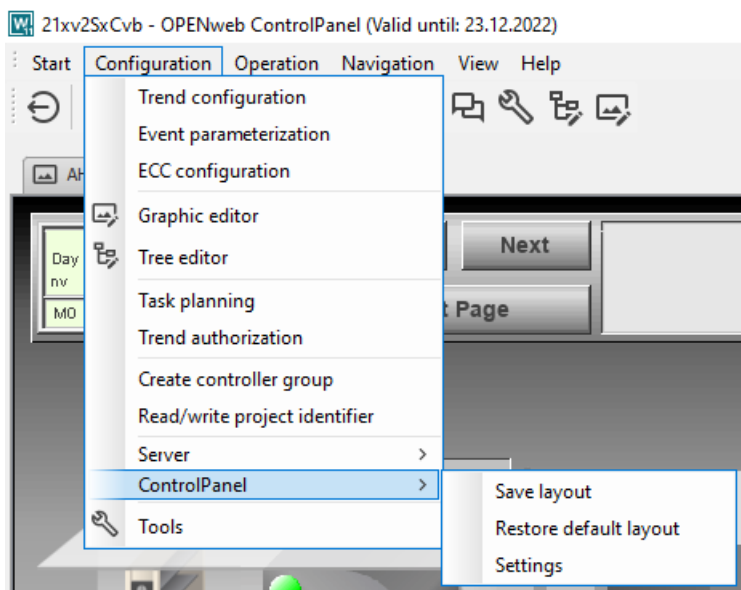 21xv2SxCvb - OPENweb ControlPanel (Valid until: 23.12.2022)
Start Configuration Operation Navigation View Help
Trend configuration
Event parameterization
ECC configuration
Graphic editor
Tree editor
Task planning
Trend authorization
Create controller group
Read/write project identifier
Server
ControlPanel
Tools
Save layout
Restore default layout
Settings
AH
Day
nv
MO
Next
t Page